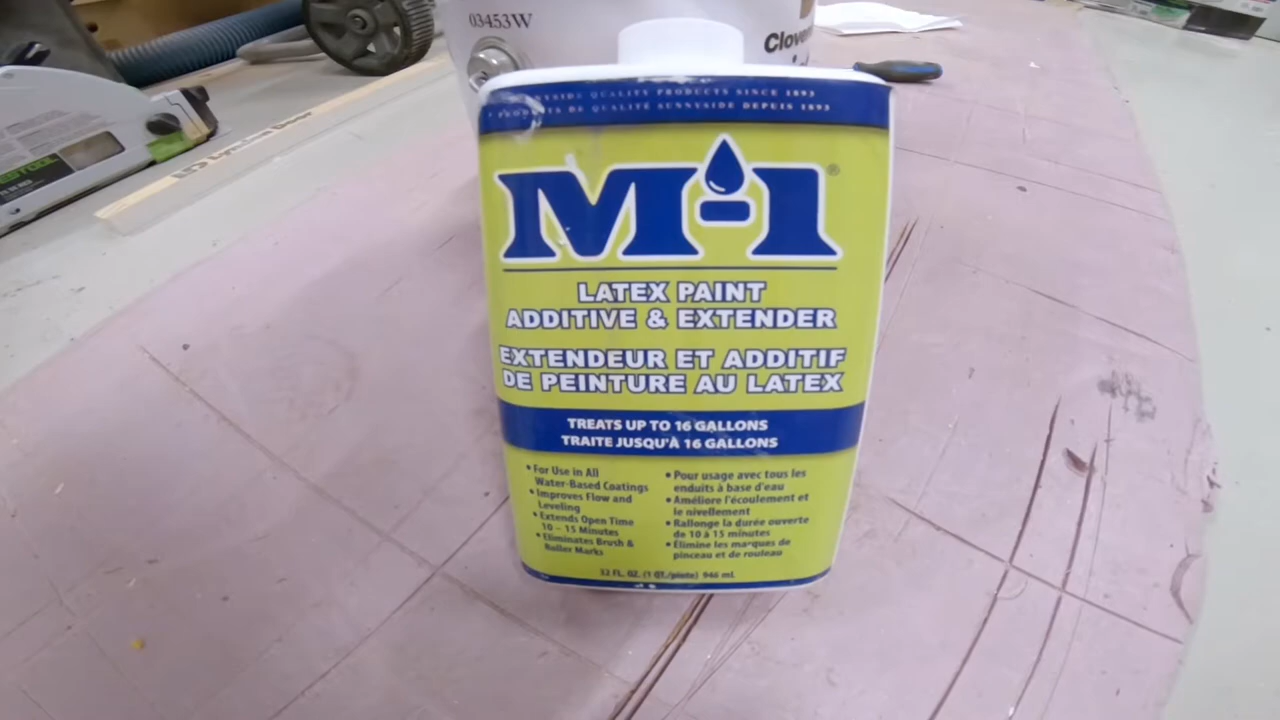 03453W
Clove
SUNNYSIDE QUALITY PRODUCTS SINCE 1893
PRODUITS DE QUALITÉ SUNNYSIDE DEPUIS 1893
M-1®
LATEX PAINT
ADDITIVE & EXTENDER
EXTENDEUR ET ADDITIF
DE PEINTURE AU LATEX
TREATS UP TO 16 GALLONS
TRAITE JUSQU'À 16 GALLONS
• For Use in All
Water-Based Coatings
• Improves Flow and
Leveling
• Extends Open Time
10 – 15 Minutes
• Eliminates Brush &
Roller Marks
• Pour usage avec tous les
enduits à base d'eau
• Améliore l'écoulement et
le nivellement
• Rallonge la durée ouverte
de 10 à 15 minutes
• Élimine les marques de
pinceau et de rouleau
32 FL. OZ. (1 QT./pinte) 946 mL